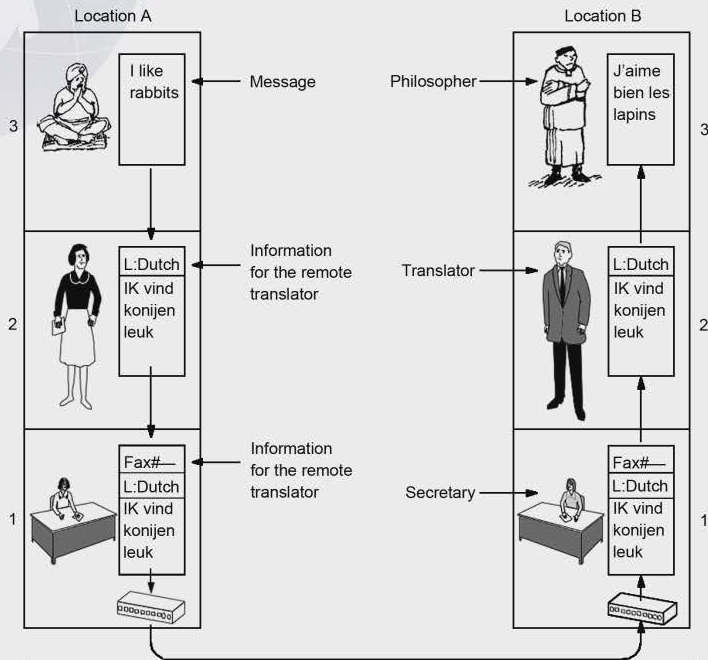 Location A
Location B
3
I like
rabbits
Message
Philosopher
J'aime
bien les
lapins
3
2
L:Dutch
IK vind
konijen
leuk
Information
for the remote
translator
Translator
L:Dutch
IK vind
konijen
leuk
2
1
Fax#—
L:Dutch
IK vind
konijen
leuk
Information
for the remote
translator
Secretary
Fax#—
L:Dutch
IK vind
konijen
leuk
1